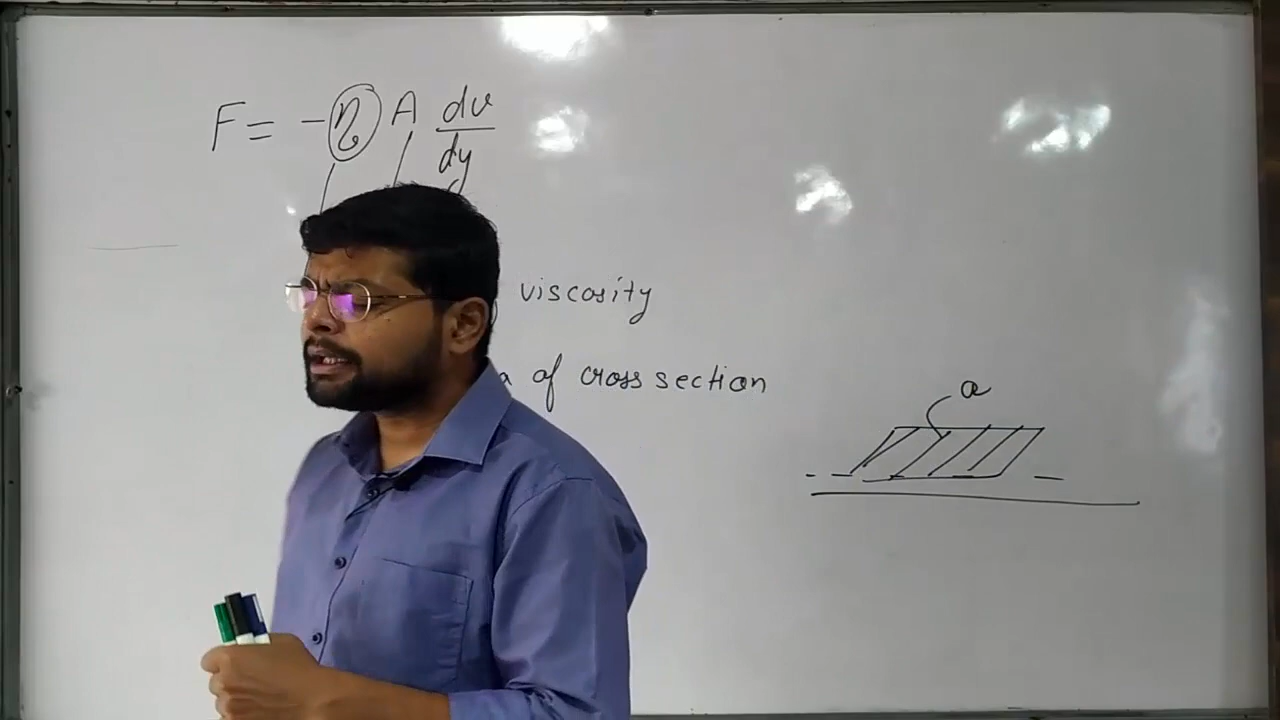 F = -η A dv/dy
viscosity
of cross section
a